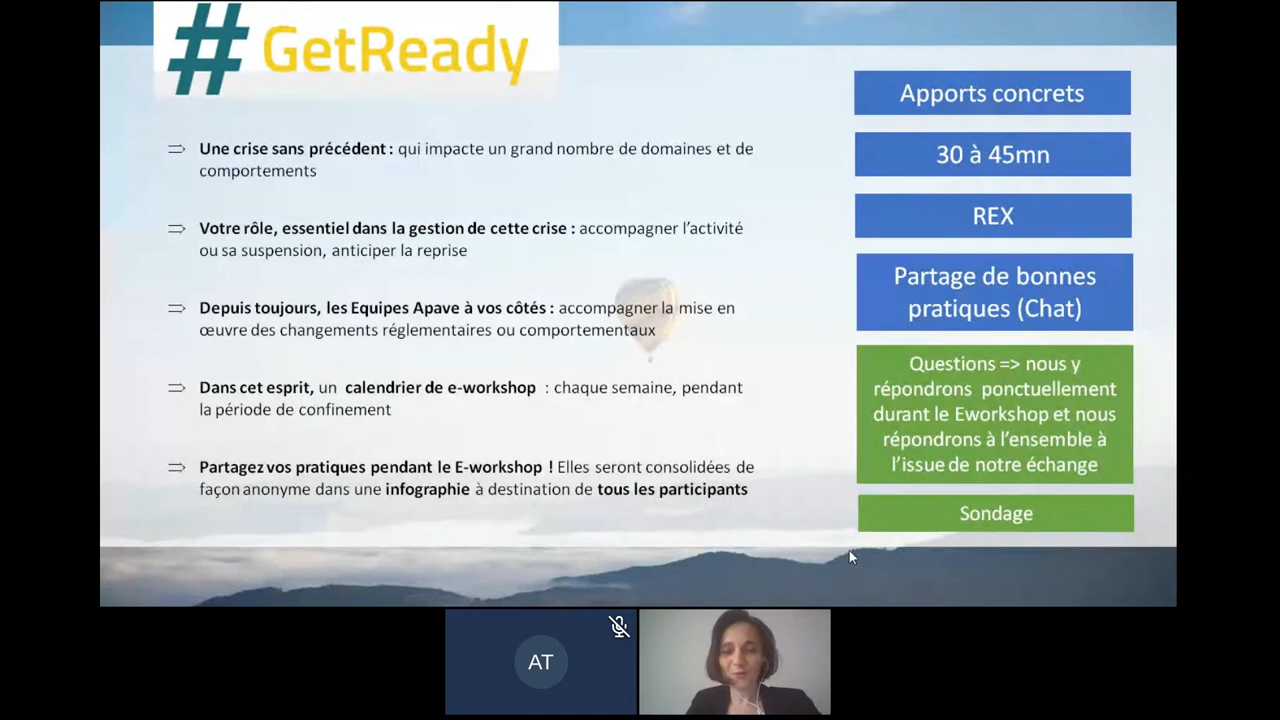 #GetReady
⇒ Une crise sans précédent : qui impacte un grand nombre de domaines et de
comportements
⇒ Votre rôle, essentiel dans la gestion de cette crise : accompagner l'activité
ou sa suspension, anticiper la reprise
⇒ Depuis toujours, les Equipes Apave à vos côtés : accompagner la mise en
œuvre des changements réglementaires ou comportementaux
⇒ Dans cet esprit, un calendrier de e-workshop : chaque semaine, pendant
la période de confinement
⇒ Partagez vos pratiques pendant le E-workshop ! Elles seront consolidées de
façon anonyme dans une infographie à destination de tous les participants
Apports concrets
30 à 45mn
REX
Partage de bonnes
pratiques (Chat)
Questions => nous y
répondrons ponctuellement
durant le Eworkshop et nous
répondrons à l'ensemble à
l'issue de notre échange
Sondage
AT